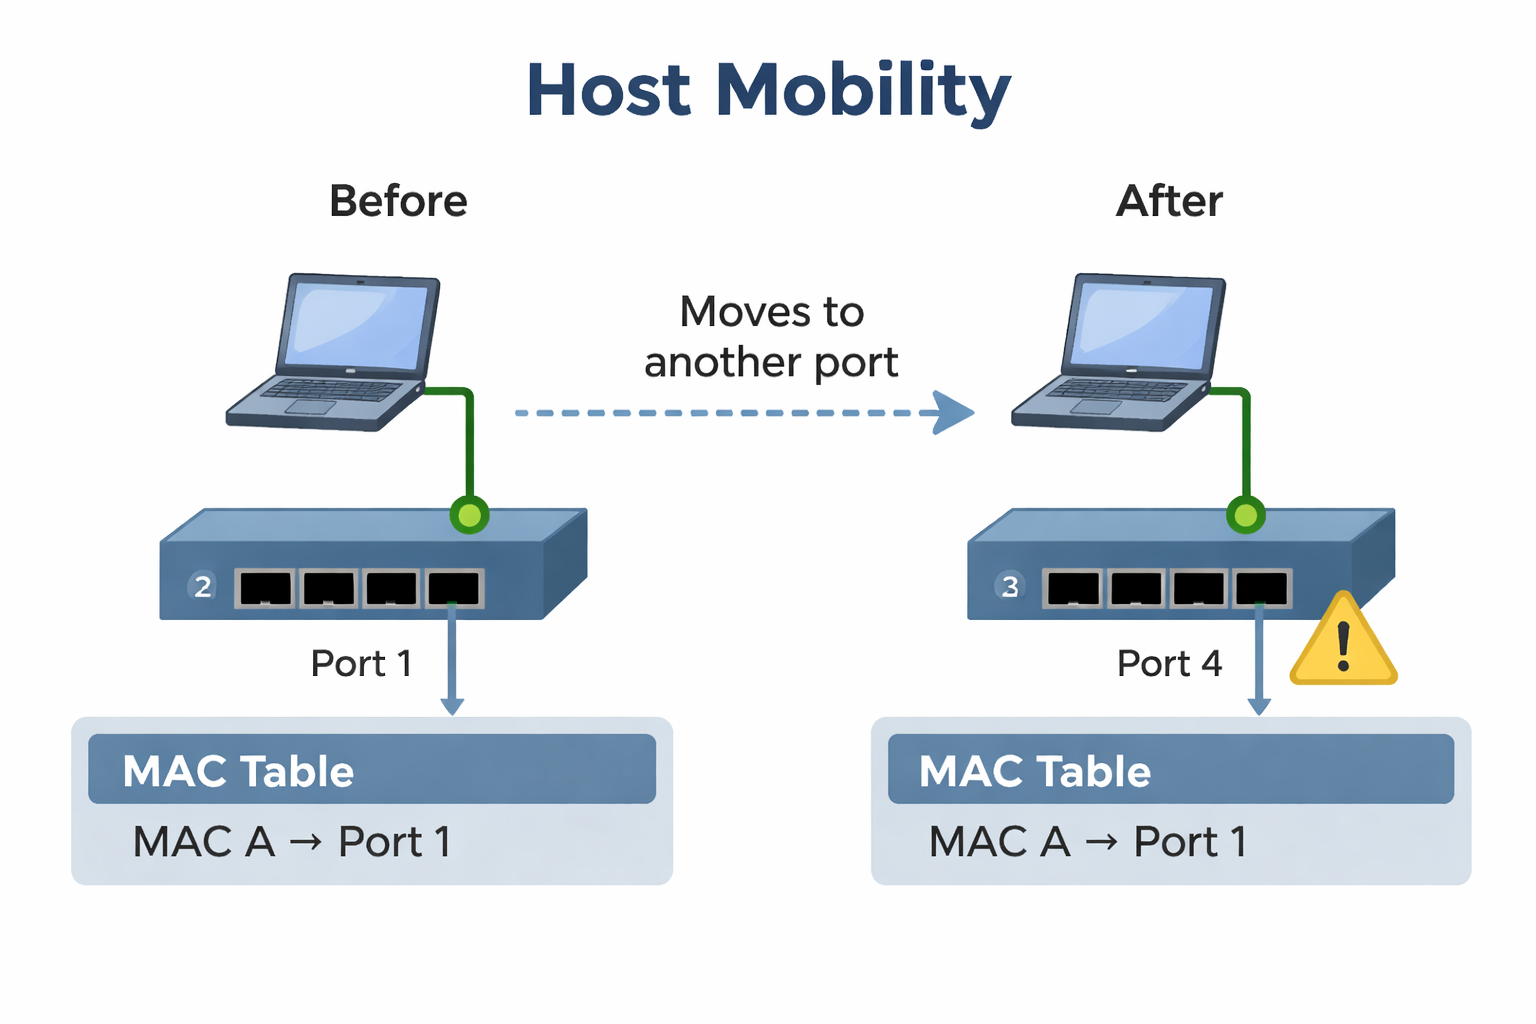 Host Mobility
Before
After
Moves to
another port
2
3
Port 1
Port 4
!
MAC Table
MAC Table
MAC A → Port 1
MAC A → Port 1